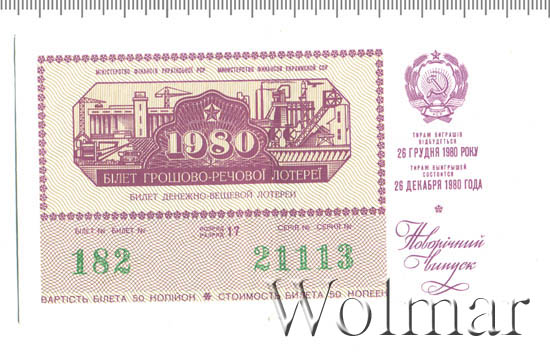 МІНІСТЕРСТВО ФІНАНСІВ УКРАЇНСЬКОЇ РСР МИНИСТЕРСТВО ФИНАНСОВ УКРАИНСКОЙ ССР
1980
БІЛЕТ ГРОШОВО-РЕЧОВОЇ ЛОТЕРЕЇ
БИЛЕТ ДЕНЕЖНО-ВЕЩЕВОЙ ЛОТЕРЕИ
БІЛЕТ № БИЛЕТ №
РОЗРЯД
РАЗРЯД 17
СЕРІЯ № СЕРИЯ №
182
21113
ВАРТІСТЬ БІЛЕТА 50 КОПІЙОК * СТОИМОСТЬ БИЛЕТА 50 КОПЕЕК
ТИРАЖ ВИГРАШІВ
ВІДБУДЕТЬСЯ
26 ГРУДНЯ 1980 РОКУ
ТИРАЖ ВЫИГРЫШЕЙ
СОСТОИТСЯ
26 ДЕКАБРЯ 1980 ГОДА
Новорічний
випуск
Wolmar